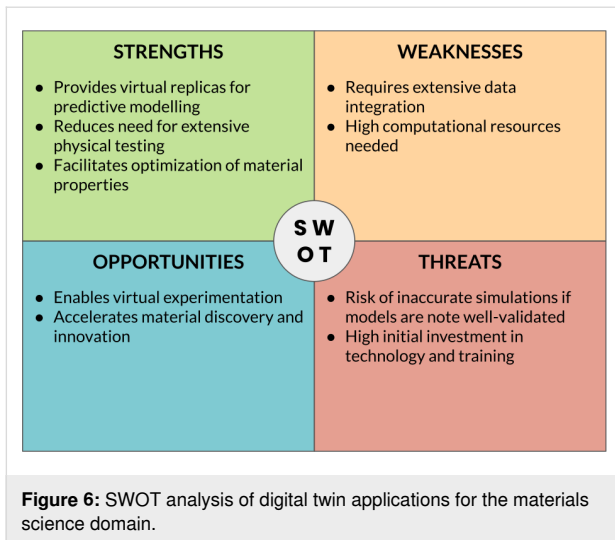 STRENGTHS
● Provides virtual replicas for
predictive modelling
● Reduces need for extensive
physical testing
● Facilitates optimization of material
properties
WEAKNESSES
● Requires extensive data
integration
● High computational resources
needed
S W
O T
OPPORTUNITIES
● Enables virtual experimentation
● Accelerates material discovery and
innovation
THREATS
● Risk of inaccurate simulations if
models are note well-validated
● High initial investment in
technology and training
Figure 6: SWOT analysis of digital twin applications for the materials
science domain.